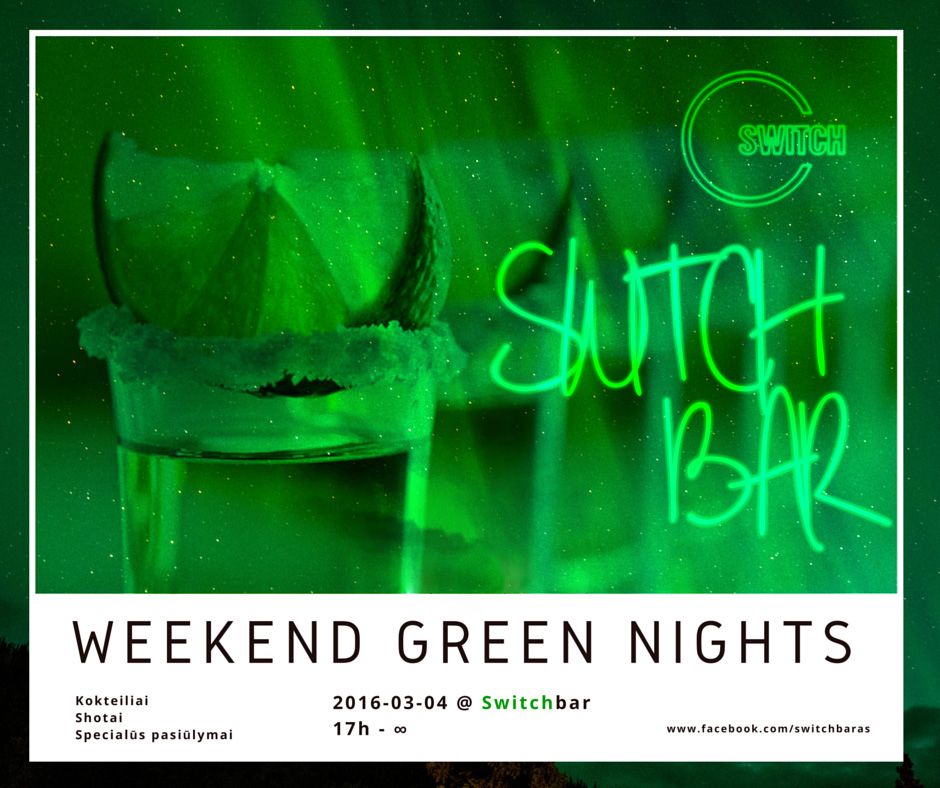 SWITCH
SWITCH
BAR
WEEKEND GREEN NIGHTS
Kokteiliai
Shotai
Specialūs pasiūlymai
2016-03-04 @ Switchbar
17h - ∞
www.facebook.com/switchbaras